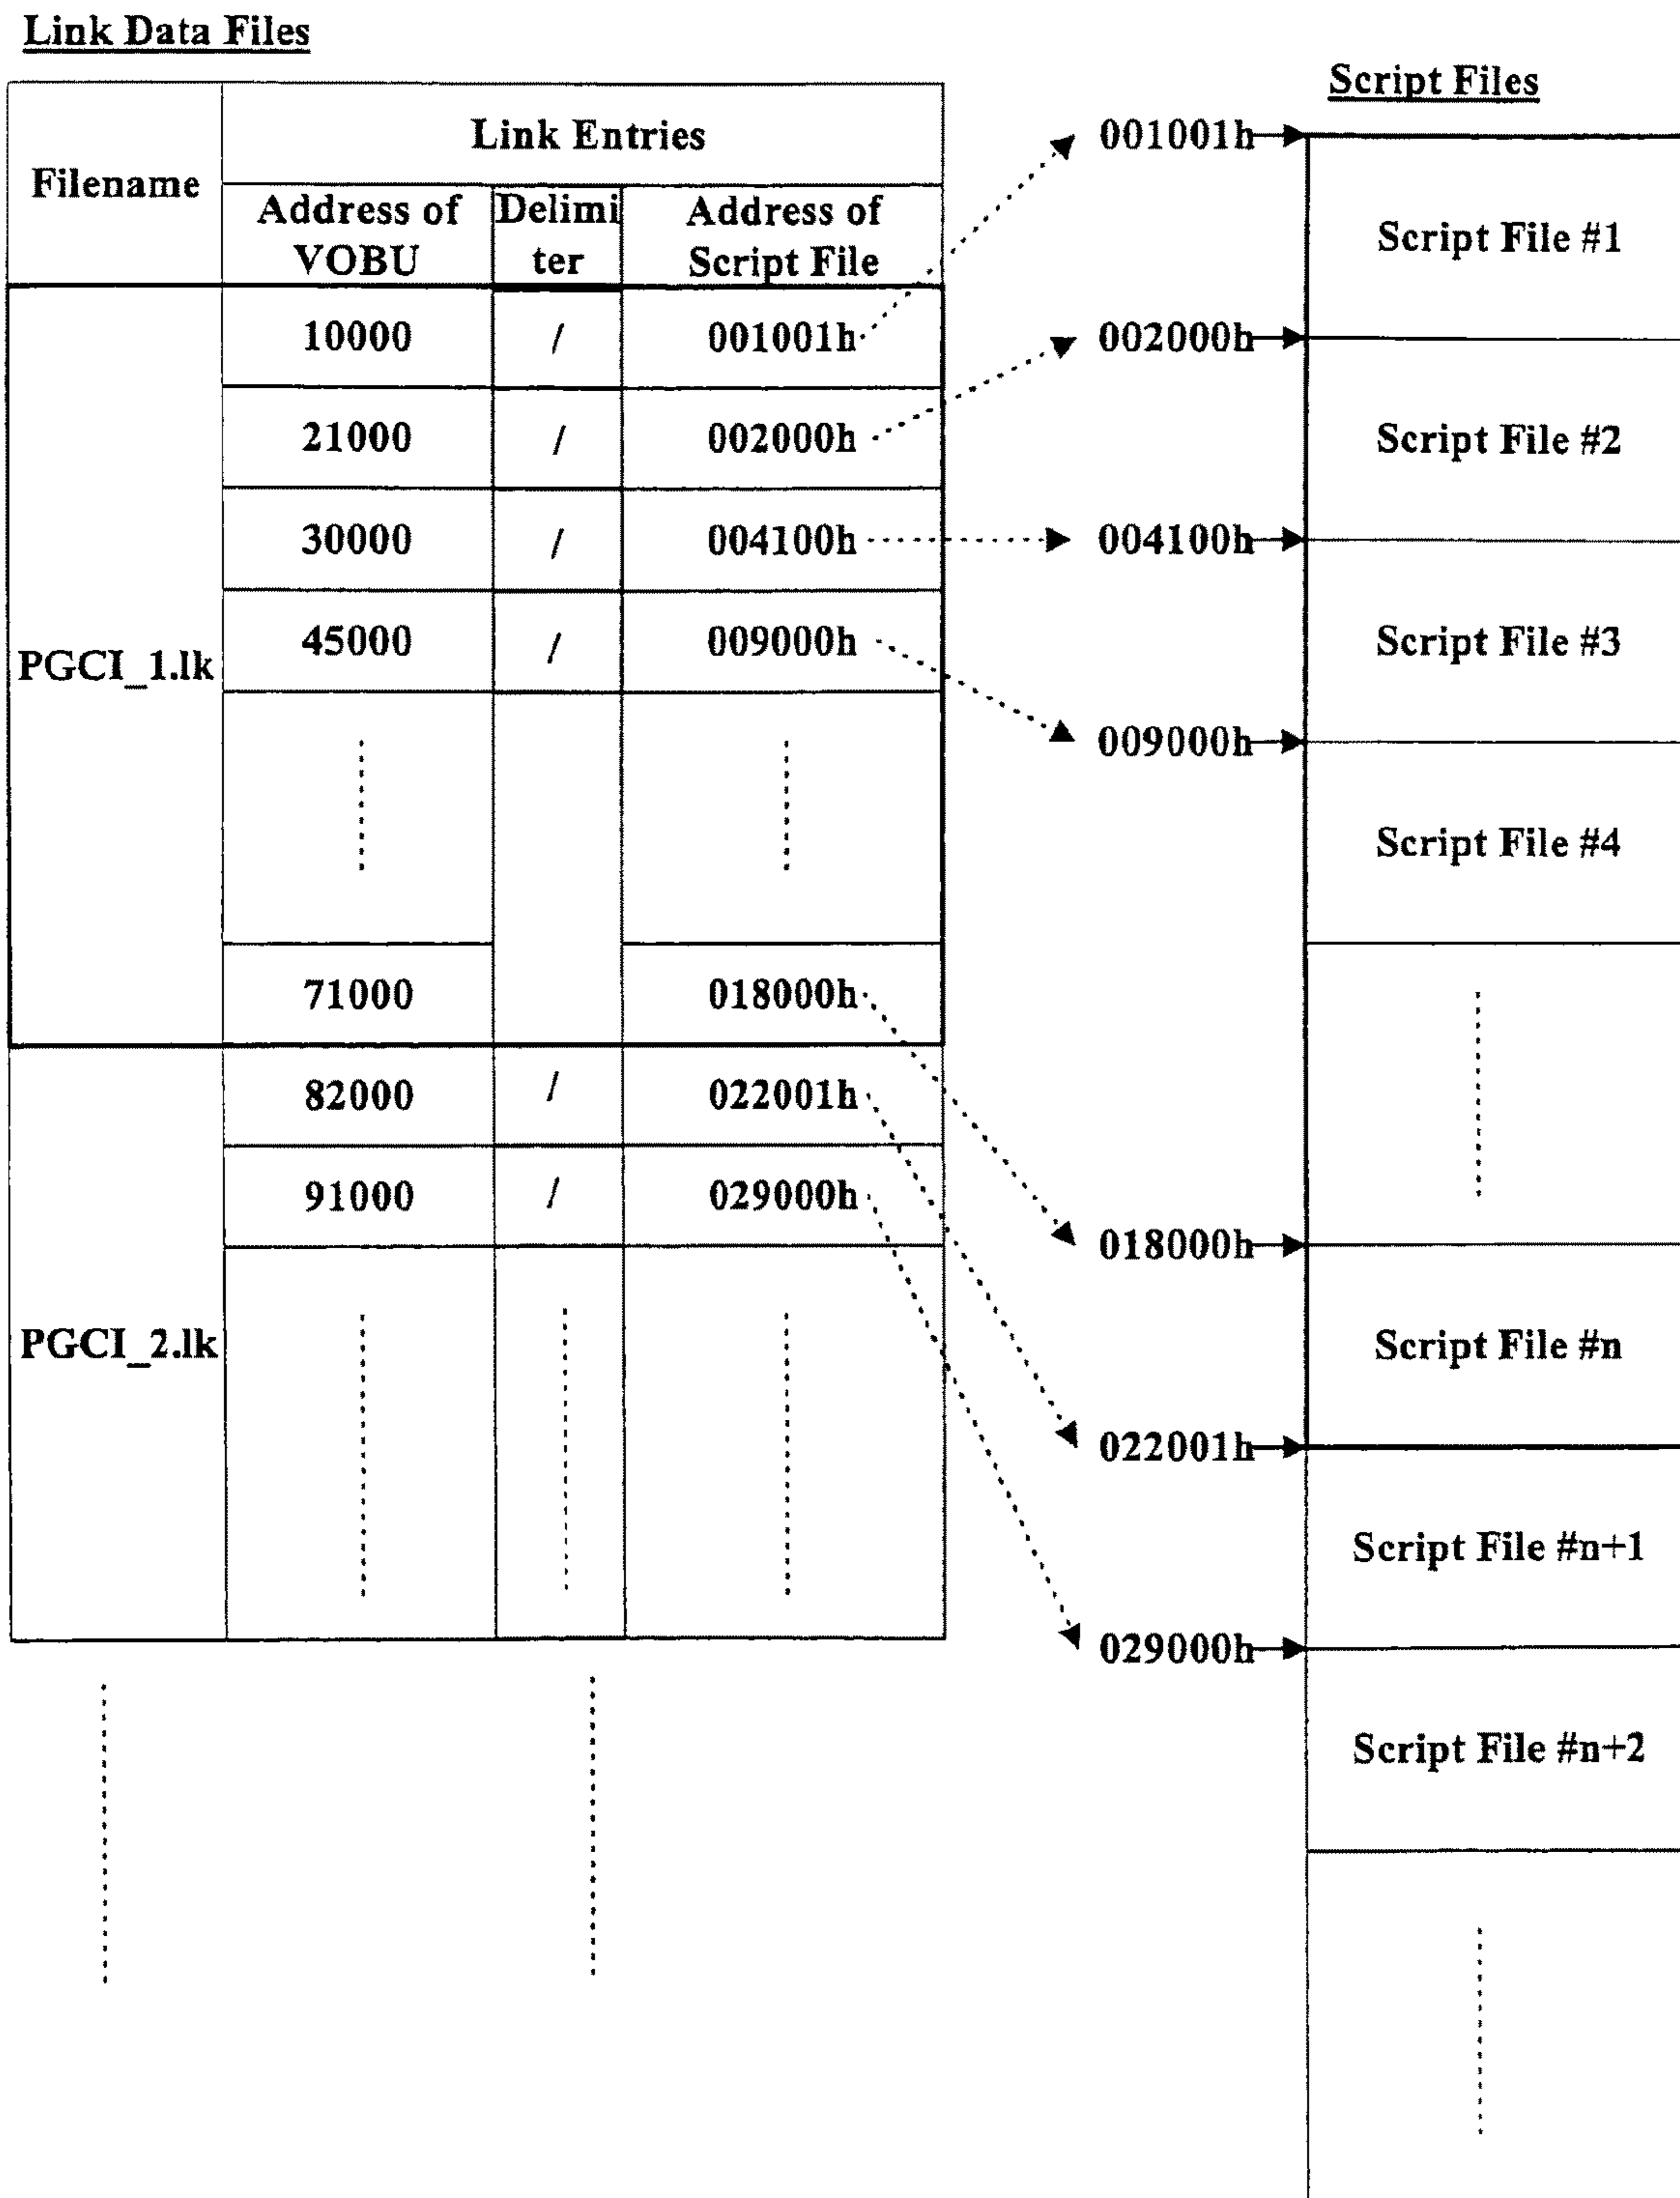 Link Data Files
Filename
Link Entries
Address of
VOBU
Delimi
ter
Address of
Script File
PGCI_1.lk
10000 / 001001h
21000 / 002000h
30000 / 004100h
45000 / 009000h
71000 018000h
PGCI_2.lk
82000 / 022001h
91000 / 029000h
Script Files
001001h
Script File #1
002000h
Script File #2
004100h
Script File #3
009000h
Script File #4
018000h
Script File #n
022001h
Script File #n+1
029000h
Script File #n+2